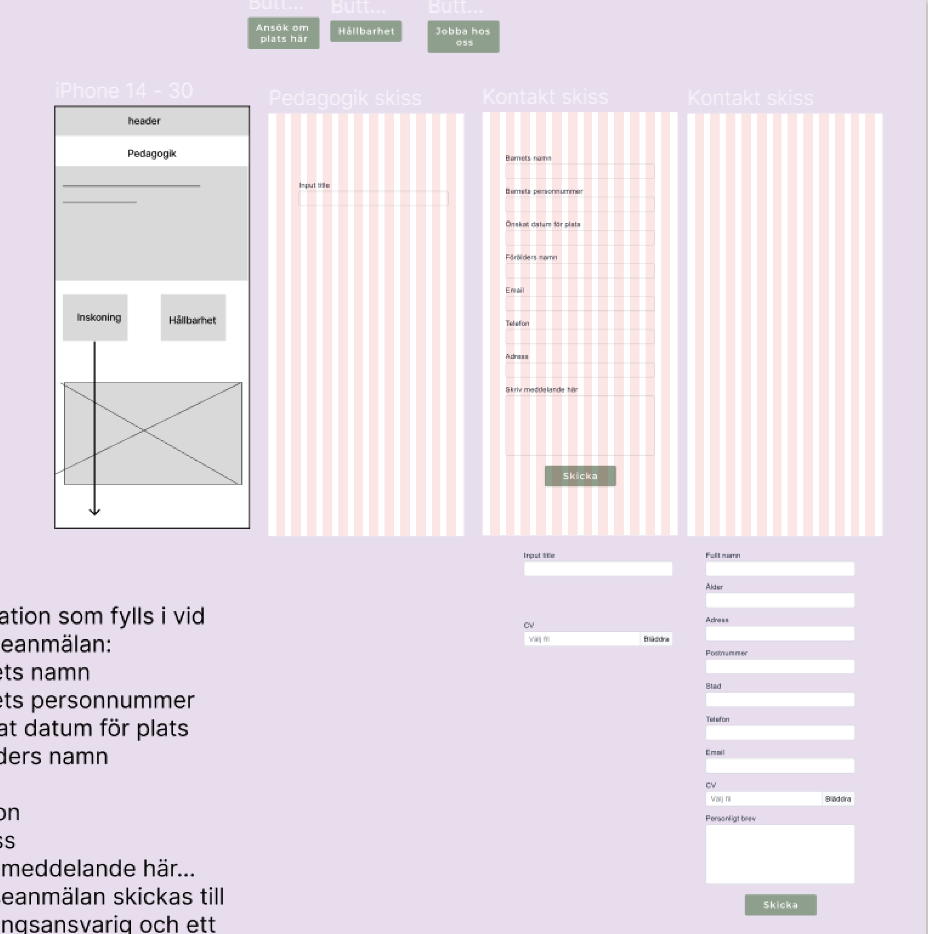 Butt...
Butt...
Butt...
Ansök om
plats här
Hållbarhet
Jobba hos
oss
iPhone 14 - 30
header
Pedagogik
Inskoning
Hållbarhet
Pedagogik skiss
Input title
Kontakt skiss
Barnets namn
Barnets personnummer
Önskat datum för plats
Förälders namn
Email
Telefon
Adress
Skriv meddelande här
Skicka
Kontakt skiss
Input title
CV
Välj fil
Bläddra
Fullt namn
Ålder
Adress
Postnummer
Stad
Telefon
Email
CV
Välj fil
Bläddra
Personligt brev
Skicka
ation som fylls i vid
eanmälan:
ets namn
ets personnummer
at datum för plats
ders namn
on
ss
meddelande här...
eanmälan skickas till
ngsansvarig och ett